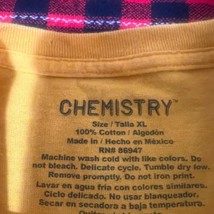 CHEMISTRY™
Size / Talla XL
100% Cotton / Algodón
Made in / Hecho en México
RN# 86947
Machine wash cold with like colors. Do
not bleach. Delicate cycle. Tumble dry low.
Remove promptly. Do not iron print.
Lavar en agua fría con colores similares.
Ciclo delicado. No usar blanqueador.
Secar en secadora a baja temperatura.